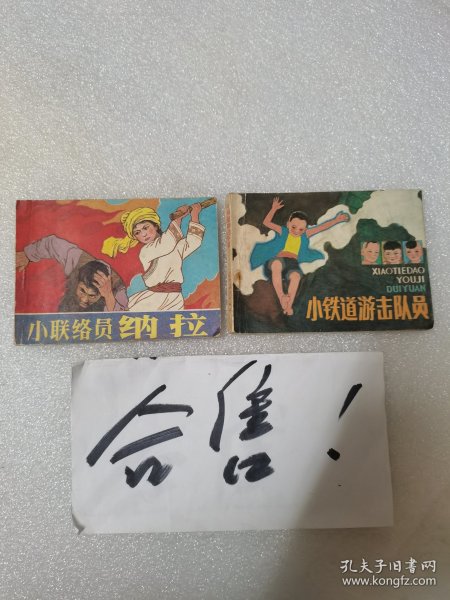 小联络员纳拉
XIAOTIEDAO
YOUJI
DUIYUAN
小铁道游击队员
合售！
孔夫子旧书网
www.kongfz.com